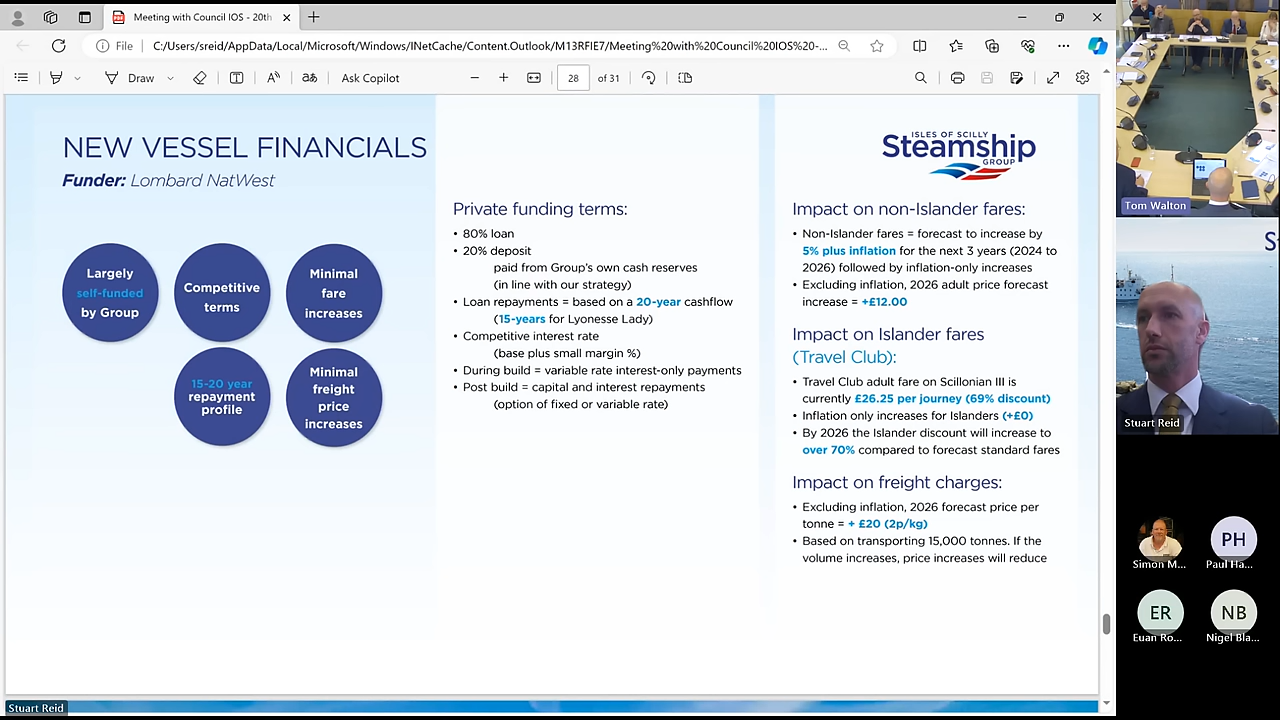 Meeting with Council IOS - 20th
File
C:/Users/sreid/AppData/Local/Microsoft/Windows/INetCache/Content.Outlook/M13RFIE7/Meeting%20with%20Council%20IOS%20-...
Draw
Ask Copilot
28 of 31
NEW VESSEL FINANCIALS
Funder: Lombard NatWest
Largely
self-funded
by Group
Competitive
terms
Minimal
fare
increases
15-20 year
repayment
profile
Minimal
freight
price
increases
Private funding terms:
• 80% loan
• 20% deposit
paid from Group's own cash reserves
(in line with our strategy)
• Loan repayments = based on a 20-year cashflow
(15-years for Lyonesse Lady)
• Competitive interest rate
(base plus small margin %)
• During build = variable rate interest-only payments
• Post build = capital and interest repayments
(option of fixed or variable rate)
ISLES OF SCILLY
Steamship
GROUP
Impact on non-Islander fares:
• Non-Islander fares = forecast to increase by
5% plus inflation for the next 3 years (2024 to
2026) followed by inflation-only increases
• Excluding inflation, 2026 adult price forecast
increase = +£12.00
Impact on Islander fares
(Travel Club):
• Travel Club adult fare on Scillonian III is
currently £26.25 per journey (69% discount)
• Inflation only increases for Islanders (+£0)
• By 2026 the Islander discount will increase to
over 70% compared to forecast standard fares
Impact on freight charges:
• Excluding inflation, 2026 forecast price per
tonne = + £20 (2p/kg)
• Based on transporting 15,000 tonnes. If the
volume increases, price increases will reduce
Stuart Reid
Tom Walton
S
Stuart Reid
Simon M...
PH
Paul Ha...
ER
Euan Ro...
NB
Nigel Bla...